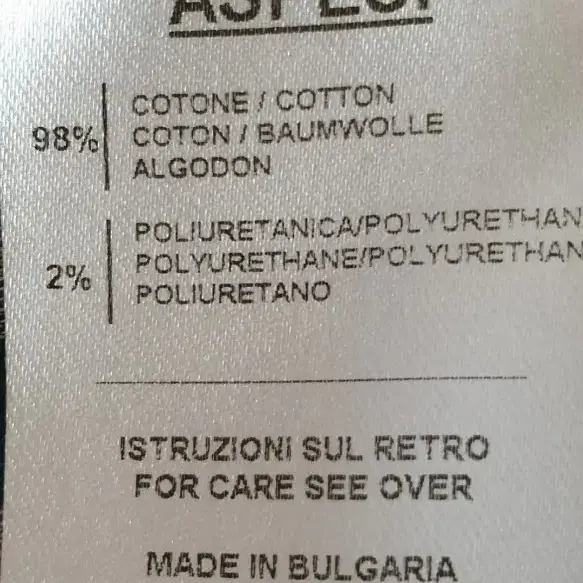 ASPESI
98%
COTONE / COTTON
COTON / BAUMWOLLE
ALGODON
2%
POLIURETANICA/POLYURETHAN
POLYURETHANE/POLYURETHAN
POLIURETANO
ISTRUZIONI SUL RETRO
FOR CARE SEE OVER
MADE IN BULGARIA